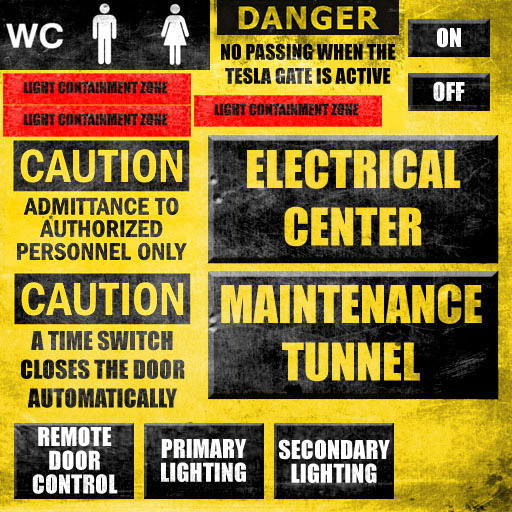 WC
DANGER
NO PASSING WHEN THE
TESLA GATE IS ACTIVE
ON
OFF
LIGHT CONTAINMENT ZONE
LIGHT CONTAINMENT ZONE
LIGHT CONTAINMENT ZONE
CAUTION
ADMITTANCE TO
AUTHORIZED
PERSONNEL ONLY
ELECTRICAL
CENTER
CAUTION
A TIME SWITCH
CLOSES THE DOOR
AUTOMATICALLY
MAINTENANCE
TUNNEL
REMOTE
DOOR
CONTROL
PRIMARY
LIGHTING
SECONDARY
LIGHTING